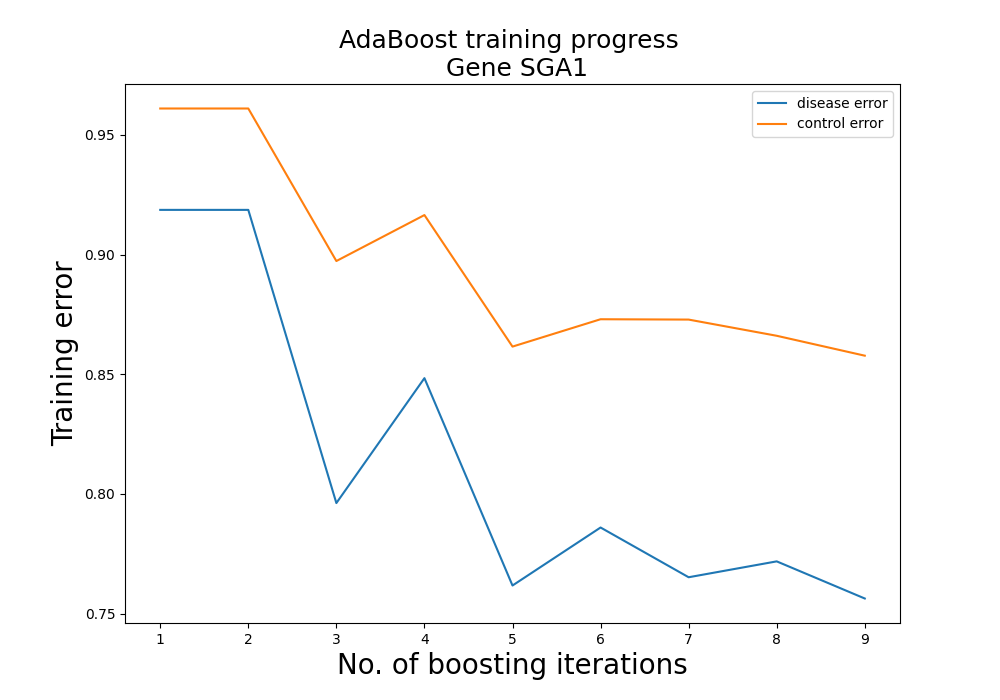 AdaBoost training progress
Gene SGA1
disease error
control error
Training error
0.95
0.90
0.85
0.80
0.75
1 2 3 4 5 6 7 8 9
No. of boosting iterations